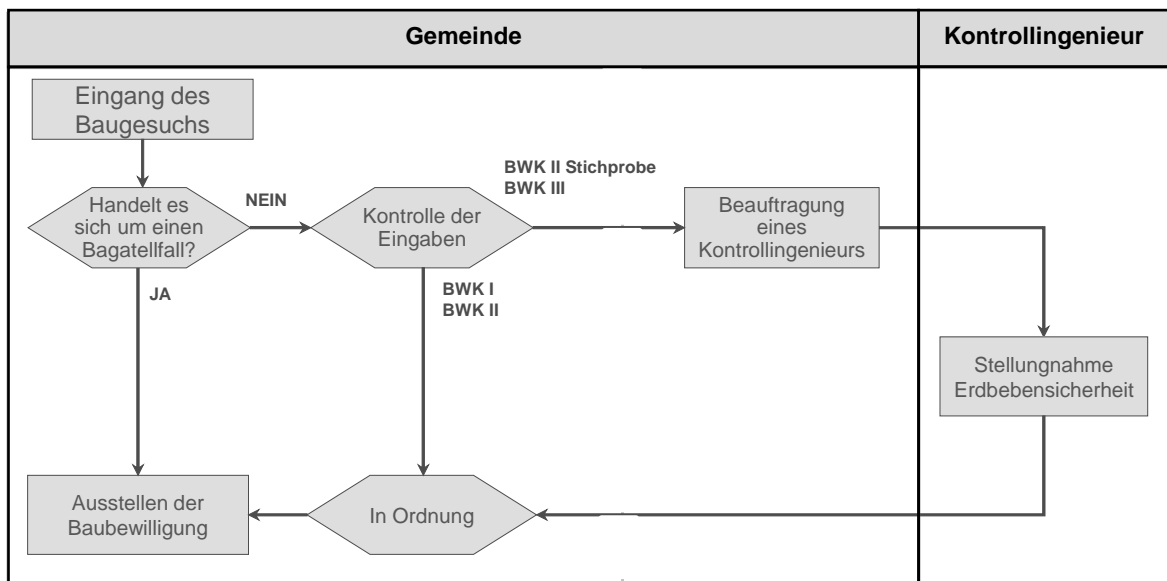 Gemeinde
Kontrollingenieur
Eingang des
Baugesuchs
Handelt es
sich um einen
Bagatellfall?
NEIN
JA
Kontrolle der
Eingaben
BWK II Stichprobe
BWK III
BWK I
BWK II
Beauftragung
eines
Kontrollingenieurs
Stellungnahme
Erdbebensicherheit
In Ordnung
Ausstellen der
Baubewilligung